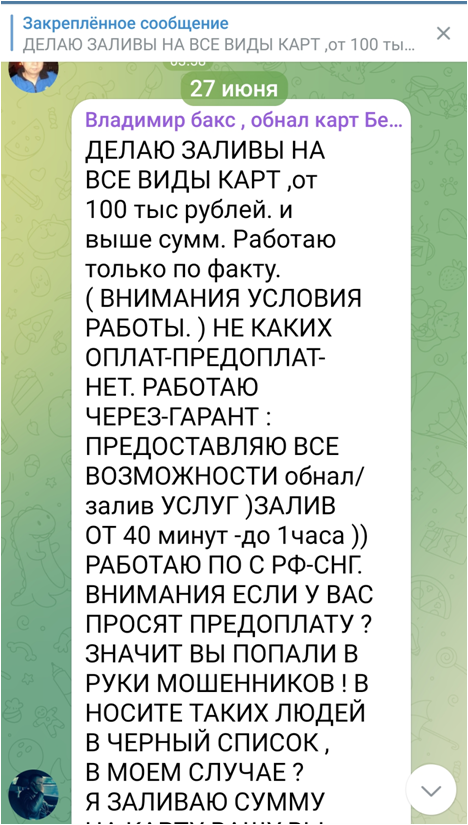 Закреплённое сообщение
ДЕЛАЮ ЗАЛИВЫ НА ВСЕ ВИДЫ КАРТ ,от 100 ты...
27 июня
Владимир бакс , обнал карт Бе...
ДЕЛАЮ ЗАЛИВЫ НА
ВСЕ ВИДЫ КАРТ ,от
100 тыс рублей. и
выше сумм. Работаю
только по факту.
( ВНИМАНИЯ УСЛОВИЯ
РАБОТЫ. ) НЕ КАКИХ
ОПЛАТ-ПРЕДОПЛАТ-
НЕТ. РАБОТАЮ
ЧЕРЕЗ-ГАРАНТ :
ПРЕДОСТАВЛЯЮ ВСЕ
ВОЗМОЖНОСТИ обнал/
залив УСЛУГ )ЗАЛИВ
ОТ 40 минут -до 1часа ))
РАБОТАЮ ПО С РФ-СНГ.
ВНИМАНИЯ ЕСЛИ У ВАС
ПРОСЯТ ПРЕДОПЛАТУ ?
ЗНАЧИТ ВЫ ПОПАЛИ В
РУКИ МОШЕННИКОВ ! В
НОСИТЕ ТАКИХ ЛЮДЕЙ
В ЧЕРНЫЙ СПИСОК ,
В МОЕМ СЛУЧАЕ ?
Я ЗАЛИВАЮ СУММУ